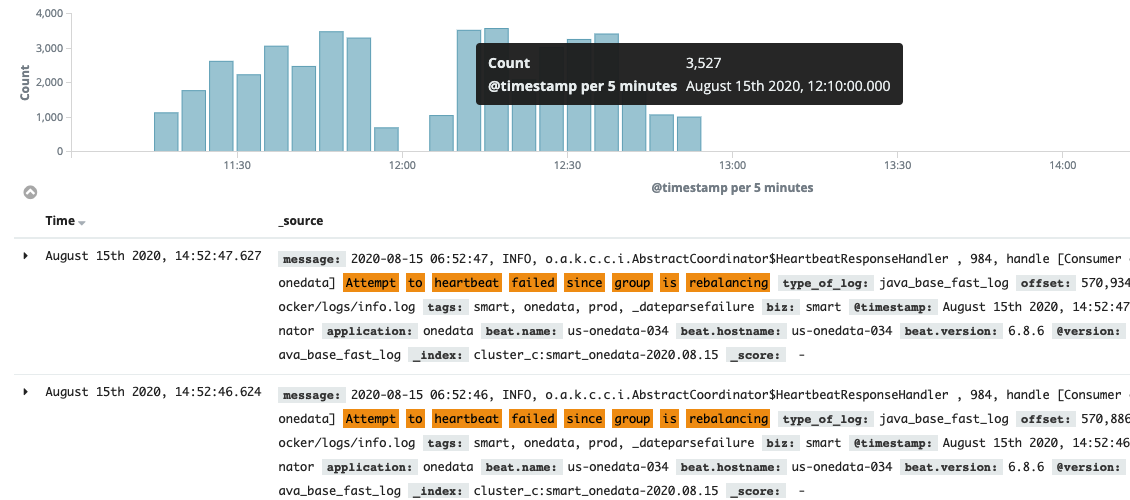 4,000
3,000
2,000
1,000
0
Count
Count 3,527
@timestamp per 5 minutes August 15th 2020, 12:10:00.000
11:30 12:00 12:30 13:00 13:30 14:00
@timestamp per 5 minutes
Time _source
August 15th 2020, 14:52:47.627 message: 2020-08-15 06:52:47, INFO, o.a.k.c.c.i.AbstractCoordinator$HeartbeatResponseHandler , 984, handle [Consumer
onedata] Attempt to heartbeat failed since group is rebalancing type_of_log: java_base_fast_log offset: 570,934
ocker/logs/info.log tags: smart, onedata, prod, _dateparsefailure biz: smart @timestamp: August 15th 2020, 14:52:47
nator application: onedata beat.name: us-onedata-034 beat.hostname: us-onedata-034 beat.version: 6.8.6 @version:
ava_base_fast_log _index: cluster_c:smart_onedata-2020.08.15 _score: -
August 15th 2020, 14:52:46.624 message: 2020-08-15 06:52:46, INFO, o.a.k.c.c.i.AbstractCoordinator$HeartbeatResponseHandler , 984, handle [Consumer
onedata] Attempt to heartbeat failed since group is rebalancing type_of_log: java_base_fast_log offset: 570,886
ocker/logs/info.log tags: smart, onedata, prod, _dateparsefailure biz: smart @timestamp: August 15th 2020, 14:52:46
nator application: onedata beat.name: us-onedata-034 beat.hostname: us-onedata-034 beat.version: 6.8.6 @version:
ava_base_fast_log _index: cluster_c:smart_onedata-2020.08.15 _score: -